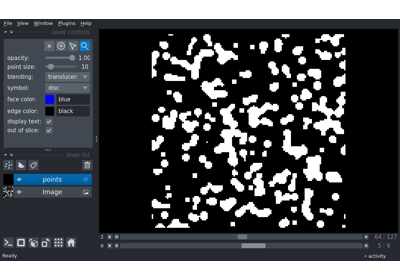 File View Window Plugins Help
layer controls
opacity: 1.00
point size: 10
blending: translucen
symbol: disc
face color: blue
edge color: black
display text:
out of slice:
layer list
points
Image
2 64 127
0 5 9
Ready activity